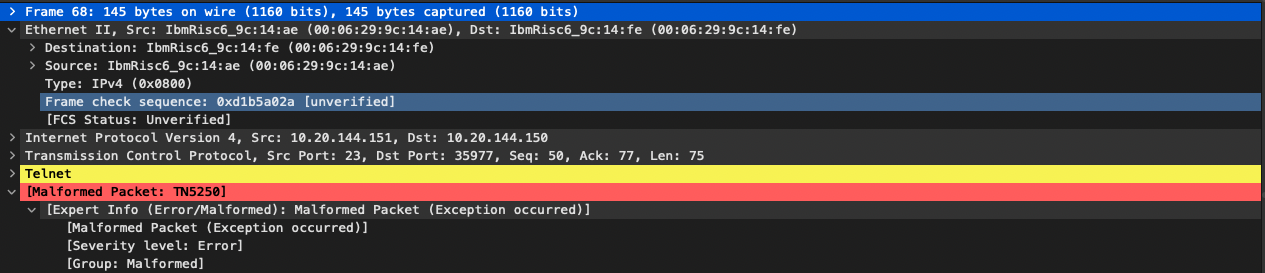 Frame 68: 145 bytes on wire (1160 bits), 145 bytes captured (1160 bits)
Ethernet II, Src: IbmRisc6_9c:14:ae (00:06:29:9c:14:ae), Dst: IbmRisc6_9c:14:fe (00:06:29:9c:14:fe)
Destination: IbmRisc6_9c:14:fe (00:06:29:9c:14:fe)
Source: IbmRisc6_9c:14:ae (00:06:29:9c:14:ae)
Type: IPv4 (0x0800)
Frame check sequence: 0xd1b5a02a [unverified]
[FCS Status: Unverified]
Internet Protocol Version 4, Src: 10.20.144.151, Dst: 10.20.144.150
Transmission Control Protocol, Src Port: 23, Dst Port: 35977, Seq: 50, Ack: 77, Len: 75
Telnet
[Malformed Packet: TN5250]
[Expert Info (Error/Malformed): Malformed Packet (Exception occurred)]
[Malformed Packet (Exception occurred)]
[Severity level: Error]
[Group: Malformed]